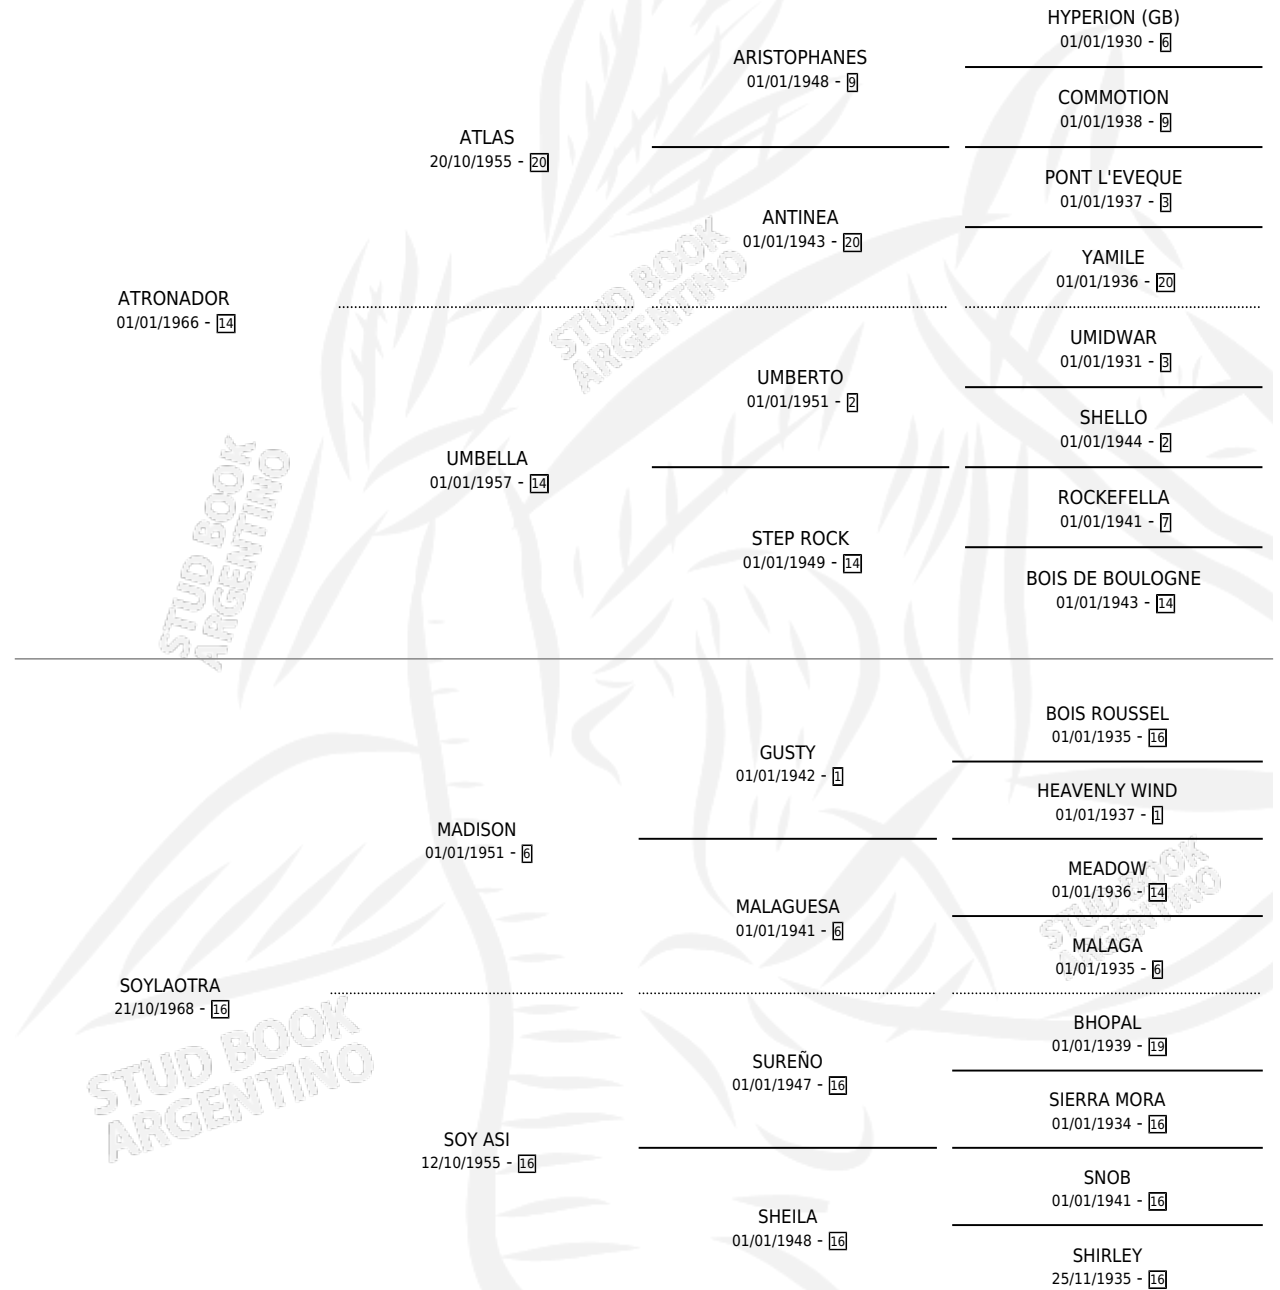 HYPERION (GB)
01/01/1930 - 6
ARISTOPHANES
01/01/1948 - 9
COMMOTION
01/01/1938 - 9
ATLAS
20/10/1955 - 20
PONT L'EVEQUE
01/01/1937 - 3
ANTINEA
01/01/1943 - 20
YAMILE
01/01/1936 - 20
ATRONADOR
01/01/1966 - 14
UMIDWAR
01/01/1931 - 3
UMBERTO
01/01/1951 - 2
SHELLO
01/01/1944 - 2
UMBELLA
01/01/1957 - 14
ROCKEFELLA
01/01/1941 - 7
STEP ROCK
01/01/1949 - 14
BOIS DE BOULOGNE
01/01/1943 - 14
STUD BOOK
ARGENTINO
STUD BOOK
ARGENTINO
BOIS ROUSSEL
01/01/1935 - 16
GUSTY
01/01/1942 - 1
HEAVENLY WIND
01/01/1937 - 1
MADISON
01/01/1951 - 6
MEADOW
01/01/1936 - 14
MALAGUESA
01/01/1941 - 6
MALAGA
01/01/1935 - 6
SOYLAOTRA
21/10/1968 - 16
BHOPAL
01/01/1939 - 19
SUREÑO
01/01/1947 - 16
SIERRA MORA
01/01/1934 - 16
SOY ASI
12/10/1955 - 16
SNOB
01/01/1941 - 16
SHEILA
01/01/1948 - 16
SHIRLEY
25/11/1935 - 16
STUD BOOK
ARGENTINO
STUD BOOK
ARGENTINO